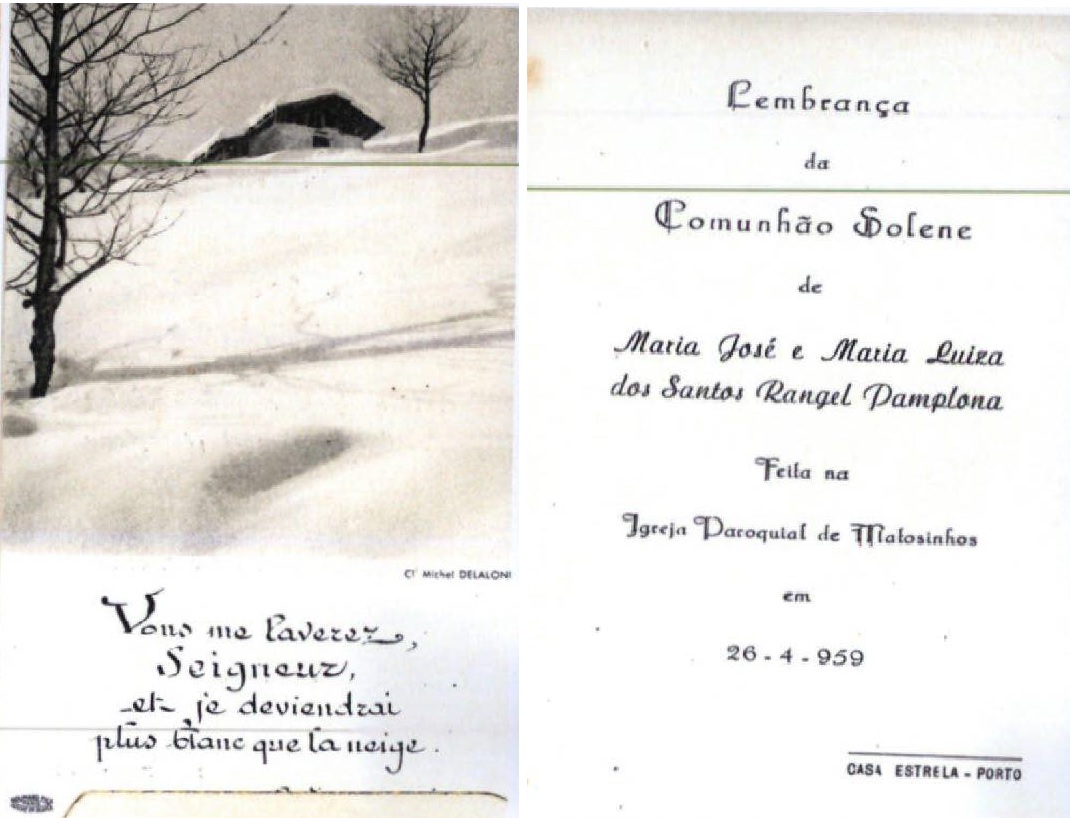 Cl' Michel DELALON
Vous me laverez,
Seigneur,
et je deviendrai
plus blanc que la neige.
Lembrança
da
Comunhão Solene
de
Maria José e Maria Luiza
dos Santos Rangel Pamplona
Feita na
Igreja Paroquial de Matosinhos
em
26-4-959
CASA ESTRELA - PORTO